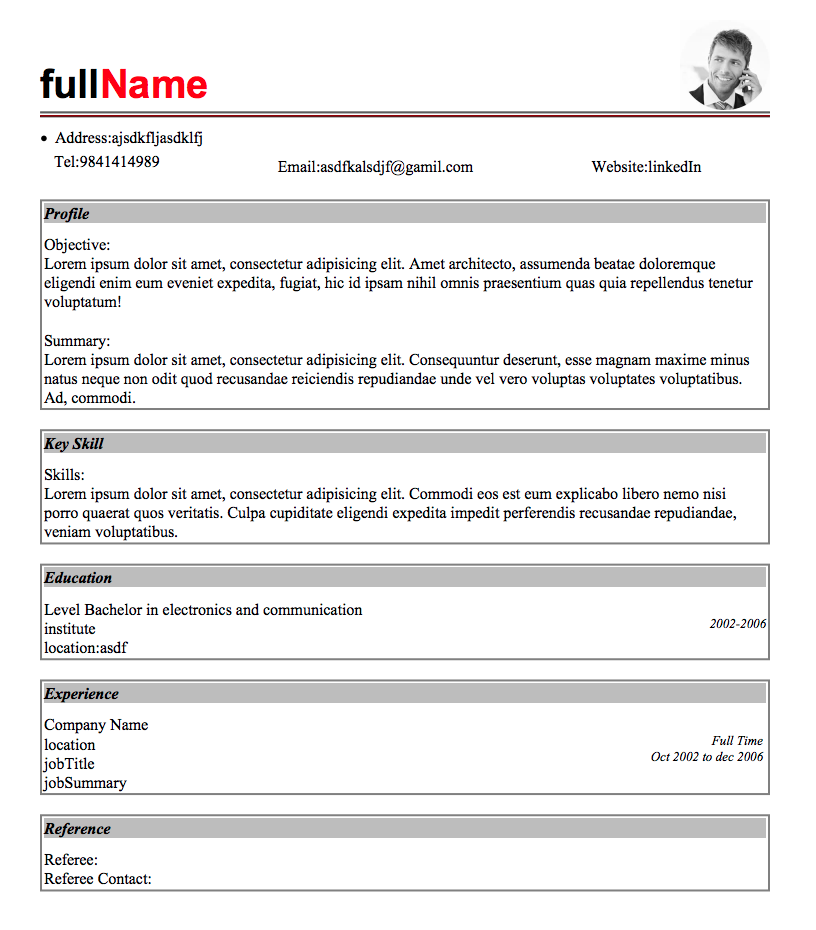 fullName
• Address:ajsdkfljasdklfj
Tel:9841414989
Email:asdfkalsdjf@gamil.com
Website:linkedIn
Profile
Objective:
Lorem ipsum dolor sit amet, consectetur adipisicing elit. Amet architecto, assumenda beatae doloremque
eligendi enim eum eveniet expedita, fugiat, hic id ipsam nihil omnis praesentium quas quia repellendus tenetur
voluptatum!
Summary:
Lorem ipsum dolor sit amet, consectetur adipisicing elit. Consequuntur deserunt, esse magnam maxime minus
natus neque non odit quod recusandae reiciendis repudiandae unde vel vero voluptas voluptates voluptatibus.
Ad, commodi.
Key Skill
Skills:
Lorem ipsum dolor sit amet, consectetur adipisicing elit. Commodi eos est eum explicabo libero nemo nisi
porro quaerat quos veritatis. Culpa cupiditate eligendi expedita impedit perferendis recusandae repudiandae,
veniam voluptatibus.
Education
Level Bachelor in electronics and communication
institute
2002-2006
location:asdf
Experience
Company Name
location
Full Time
jobTitle
Oct 2002 to dec 2006
jobSummary
Reference
Referee:
Referee Contact: